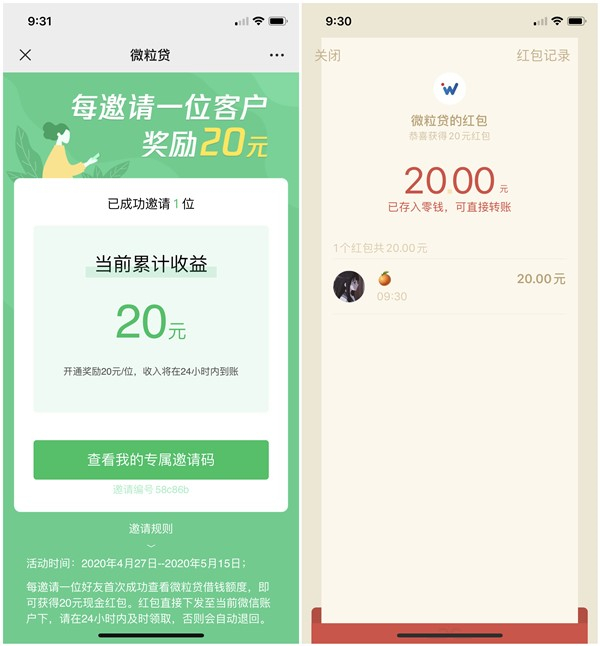 9:31
微粒贷
每邀请一位客户
奖励20元
已成功邀请 1 位
当前累计收益
20元
开通奖励20元/位，收入将在24小时内到账
查看我的专属邀请码
邀请编号 58c86b
邀请规则
活动时间：2020年4月27日--2020年5月15日；
每邀请一位好友首次成功查看微粒贷借钱额度，即
可获得20元现金红包。红包直接下发至当前微信账
户下，请在24小时内及时领取，否则会自动退回。
9:30
关闭
红包记录
W
微粒贷的红包
恭喜获得20元红包
20.00 元
已存入零钱，可直接转账
1个红包共20.00元
20.00元
09:30